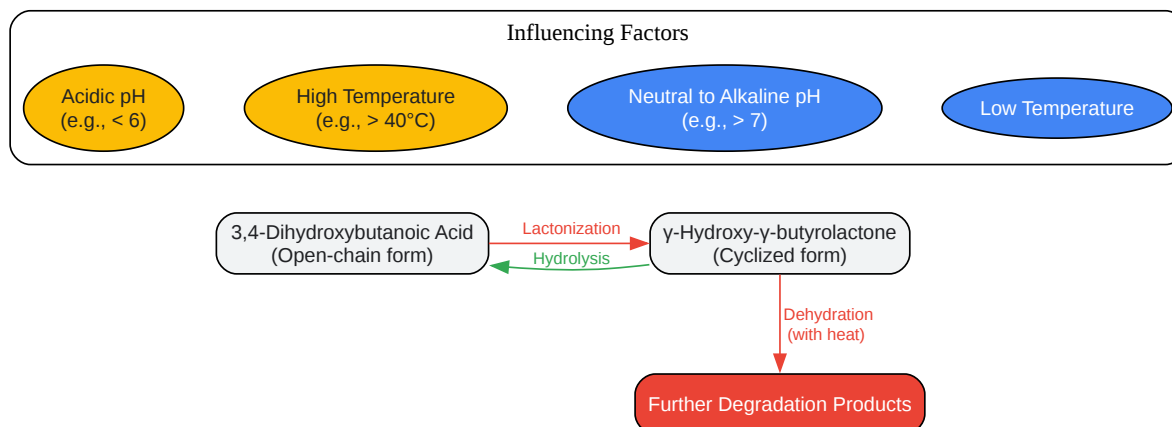 Influencing Factors
Acidic pH
(e.g., < 6)
High Temperature
(e.g., > 40°C)
Neutral to Alkaline pH
(e.g., > 7)
Low Temperature
3,4-Dihydroxybutanoic Acid
(Open-chain form)
Lactonization
Hydrolysis
γ-Hydroxy-γ-butyrolactone
(Cyclized form)
Dehydration
(with heat)
Further Degradation Products